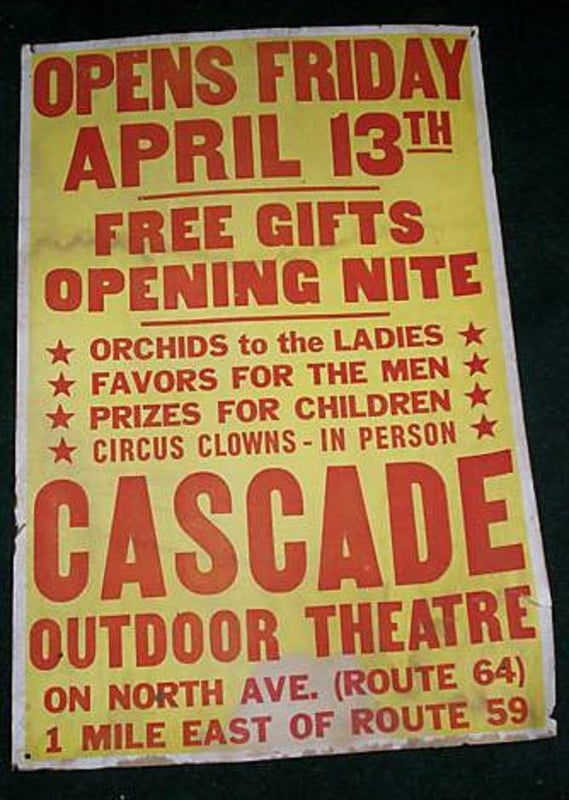 OPENS FRIDAY
APRIL 13TH
FREE GIFTS
OPENING NITE
★ ORCHIDS to the LADIES ★
★ FAVORS FOR THE MEN ★
★ PRIZES FOR CHILDREN ★
★ CIRCUS CLOWNS - IN PERSON ★
CASCADE
OUTDOOR THEATRE
ON NORTH AVE. (ROUTE 64)
1 MILE EAST OF ROUTE 59